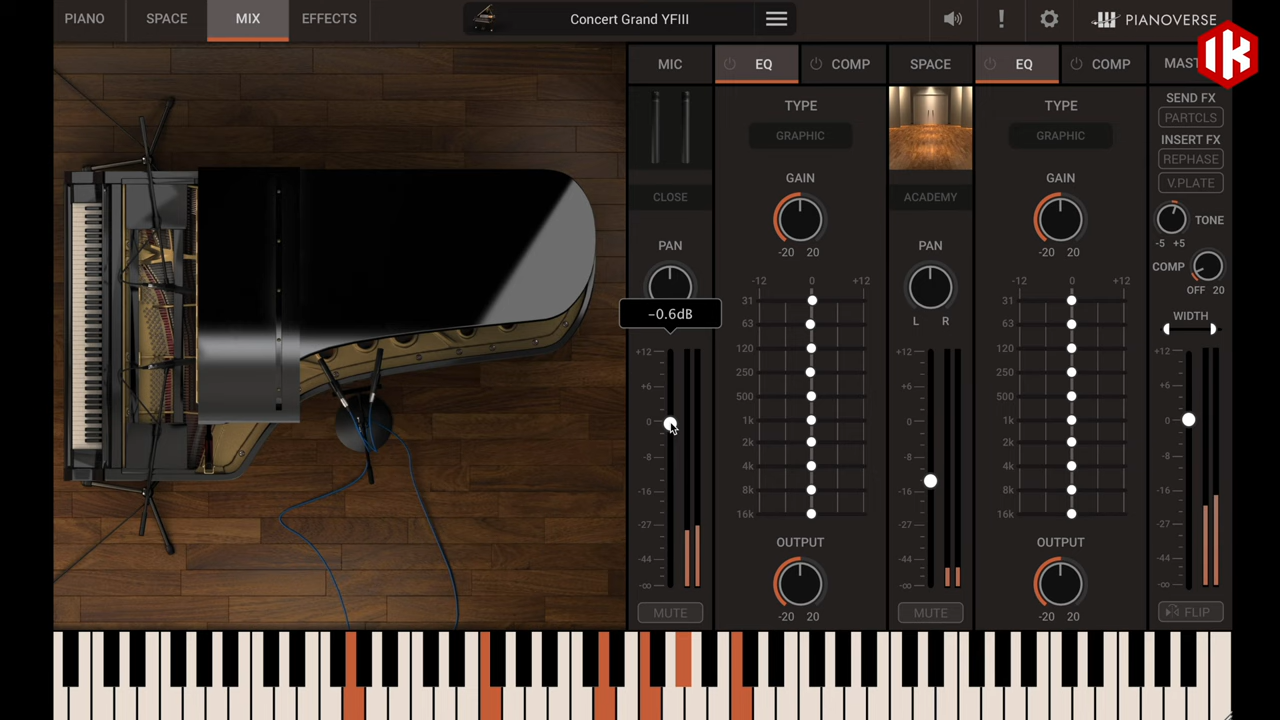 PIANO
SPACE
MIX
EFFECTS
Concert Grand YFIII
!
PIANOVERSE
IK
MIC
EQ
COMP
SPACE
EQ
COMP
CLOSE
PAN
-0.6dB
+12
+6
0
-8
-16
-27
-44
-∞
MUTE
TYPE
GRAPHIC
GAIN
-20 20
-12 0 +12
31
63
120
250
500
1k
2k
4k
8k
16k
OUTPUT
-20 20
ACADEMY
PAN
L R
+12
+6
0
-8
-16
-27
-44
-∞
MUTE
TYPE
GRAPHIC
GAIN
-20 20
-12 0 +12
31
63
120
250
500
1k
2k
4k
8k
16k
OUTPUT
-20 20
SEND FX
PARTCLS
INSERT FX
REPHASE
V.PLATE
TONE
-5 +5
COMP
OFF 20
WIDTH
+12
+6
0
-8
-16
-27
-44
-∞
FLIP